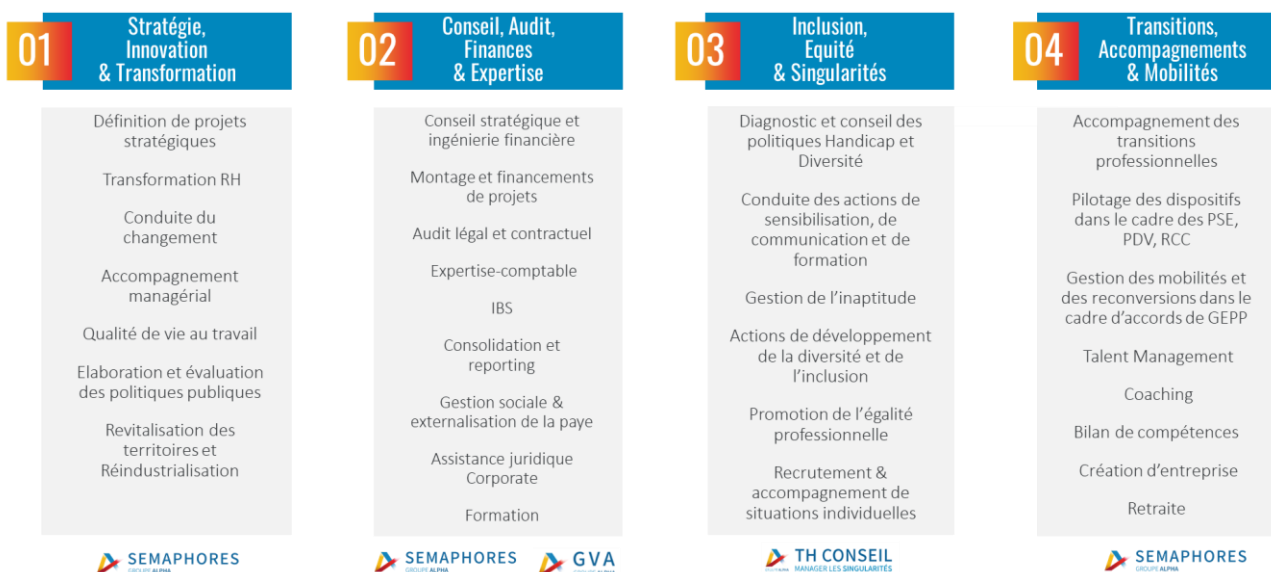 01
Stratégie,
Innovation
& Transformation
Définition de projets
stratégiques
Transformation RH
Conduite du
changement
Accompagnement
managérial
Qualité de vie au travail
Elaboration et évaluation
des politiques publiques
Revitalisation des
territoires et
Réindustrialisation
SEMAPHORES
GROUPE ALPHA
02
Conseil, Audit,
Finances
& Expertise
Conseil stratégique et
ingénierie financière
Montage et financements
de projets
Audit légal et contractuel
Expertise-comptable
IBS
Consolidation et
reporting
Gestion sociale &
externalisation de la paye
Assistance juridique
Corporate
Formation
SEMAPHORES
GROUPE ALPHA
GVA
03
Inclusion,
Equité
& Singularités
Diagnostic et conseil des
politiques Handicap et
Diversité
Conduite des actions de
sensibilisation, de
communication et de
formation
Gestion de l'inaptitude
Actions de développement
de la diversité et de
l'inclusion
Promotion de l'égalité
professionnelle
Recrutement &
accompagnement de
situations individuelles
TH CONSEIL
MANAGER LES SINGULARITÉS
04
Transitions,
Accompagnements
& Mobilités
Accompagnement des
transitions
professionnelles
Pilotage des dispositifs
dans le cadre des PSE,
PDV, RCC
Gestion des mobilités et
des reconversions dans le
cadre d'accords de GEPP
Talent Management
Coaching
Bilan de compétences
Création d'entreprise
Retraite
SEMAPHORES
GROUPE ALPHA